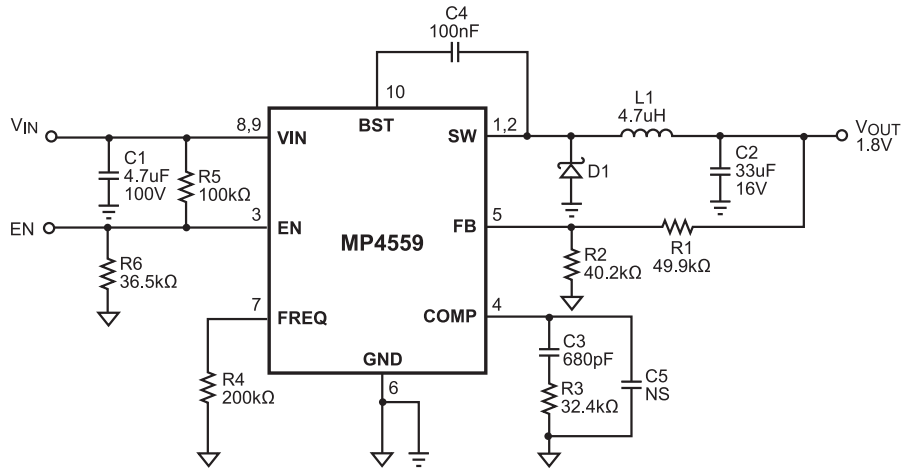 C4
100nF
10
BST
V_IN
8,9
VIN
SW
1,2
L1
4.7uH
V_OUT
1.8V
C1
4.7uF
100V
R5
100kΩ
D1
C2
33uF
16V
EN
3
EN
MP4559
FB
5
R6
36.5kΩ
R2
40.2kΩ
R1
49.9kΩ
7
FREQ
COMP
4
GND
6
R4
200kΩ
C3
680pF
R3
32.4kΩ
C5
NS